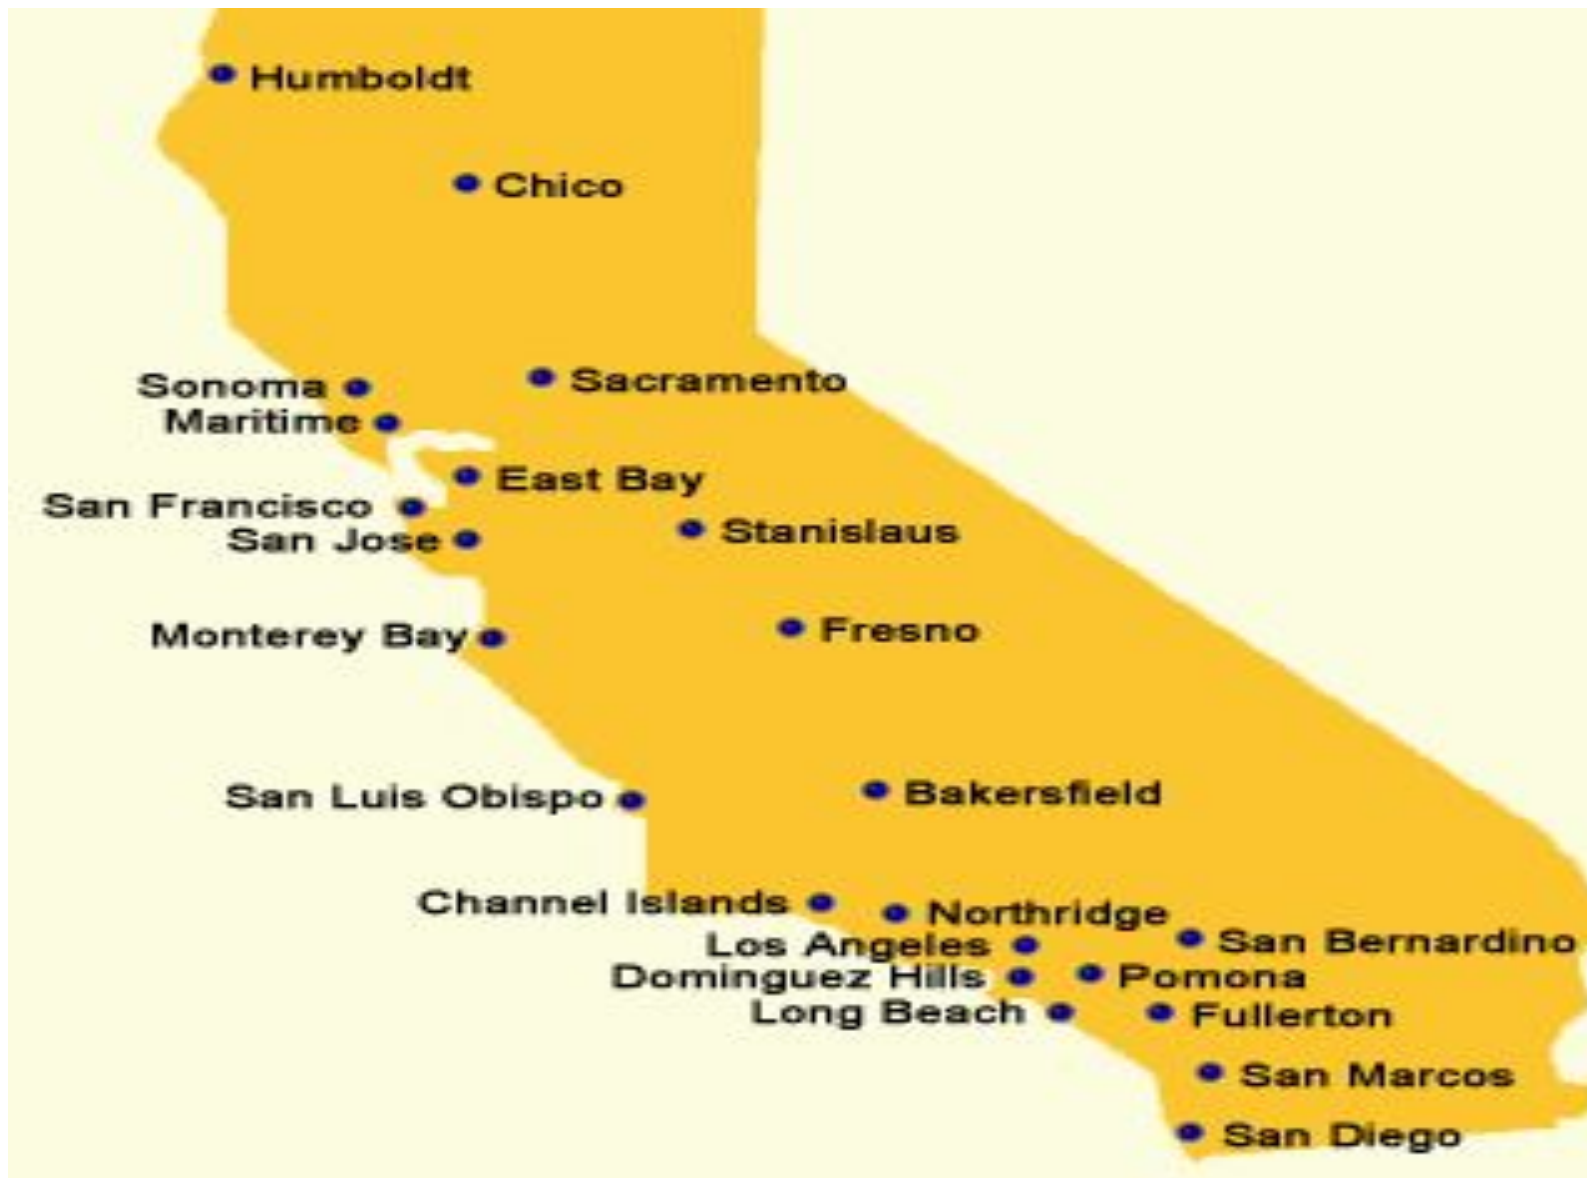 Humboldt
Chico
Sonoma
Sacramento
Maritime
East Bay
San Francisco
Stanislaus
San Jose
Monterey Bay
Fresno
San Luis Obispo
Bakersfield
Channel Islands
Northridge
Los Angeles
San Bernardino
Dominguez Hills
Pomona
Long Beach
Fullerton
San Marcos
San Diego